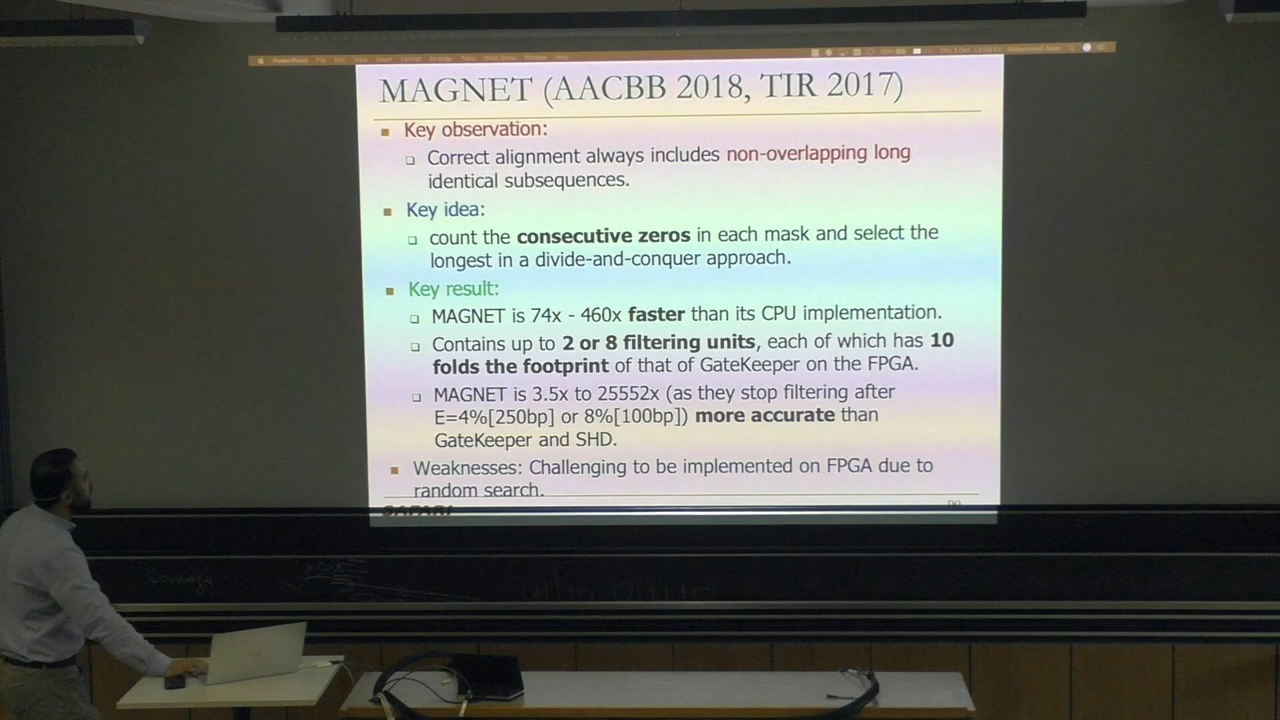 PowerPoint
MAGNET (AACBB 2018, TIR 2017)
Key observation:
Correct alignment always includes non-overlapping long
identical subsequences.
Key idea:
count the consecutive zeros in each mask and select the
longest in a divide-and-conquer approach.
Key result:
MAGNET is 74x - 460x faster than its CPU implementation.
Contains up to 2 or 8 filtering units, each of which has 10
folds the footprint of that of GateKeeper on the FPGA.
MAGNET is 3.5x to 25552x (as they stop filtering after
E=4%[250bp] or 8%[100bp]) more accurate than
GateKeeper and SHD.
Weaknesses: Challenging to be implemented on FPGA due to
random search.
SAFARI
Coverage